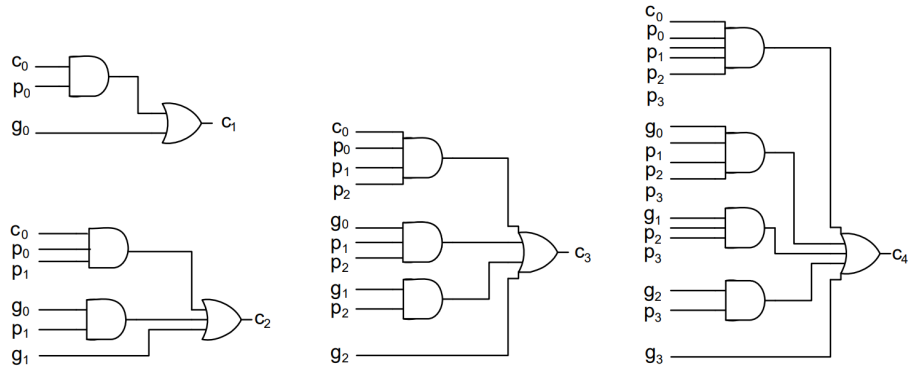 c₀
p₀
g₀
c₁
c₀
p₀
p₁
g₀
p₁
g₁
c₂
c₀
p₀
p₁
p₂
g₀
p₁
p₂
g₁
p₂
g₂
c₃
c₀
p₀
p₁
p₂
p₃
g₀
p₁
p₂
p₃
g₁
p₂
p₃
g₂
p₃
g₃
c₄